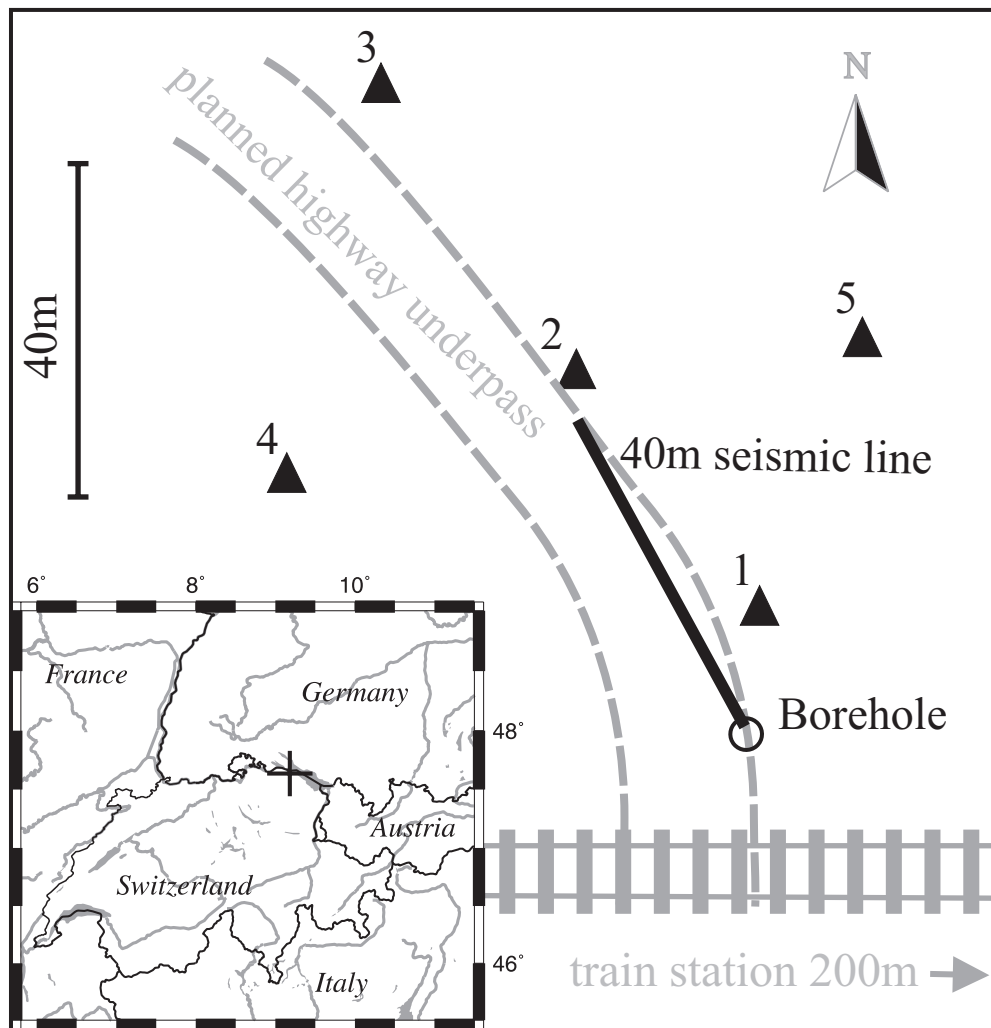 3
N
planned highway underpass
40m
5
2
40m seismic line
4
1
6° 8° 10°
France
Germany
Borehole
48°
Austria
Switzerland
46°
train station 200m
Italy